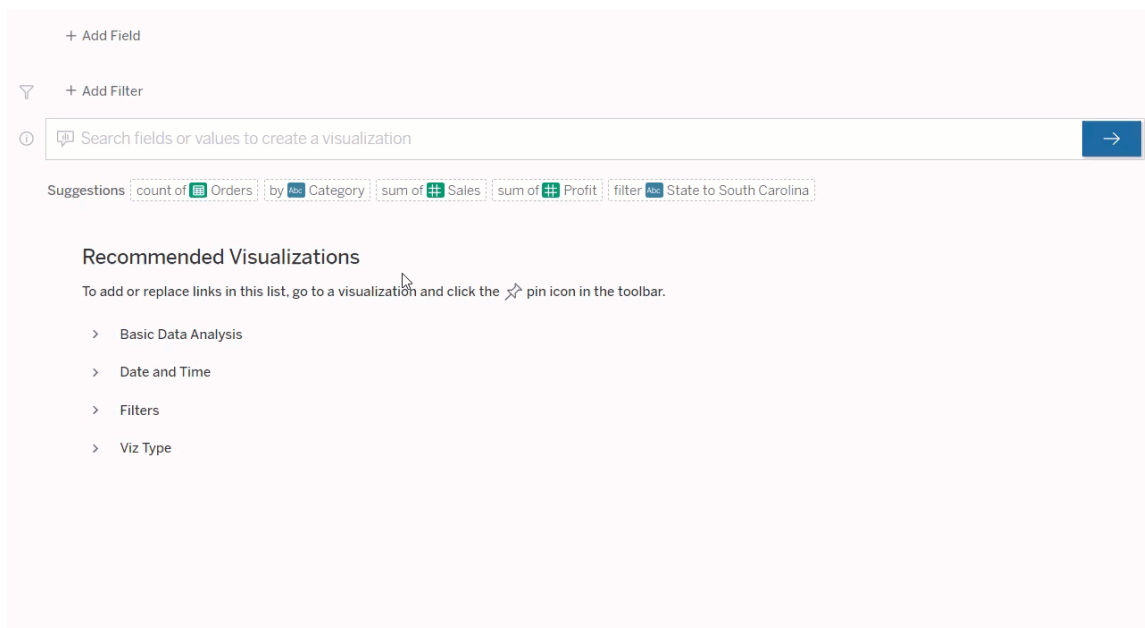 + Add Field
+ Add Filter
Search fields or values to create a visualization
Suggestions count of Orders by Abc Category sum of # Sales sum of # Profit filter Abc State to South Carolina
Recommended Visualizations
To add or replace links in this list, go to a visualization and click the pin icon in the toolbar.
Basic Data Analysis
Date and Time
Filters
Viz Type